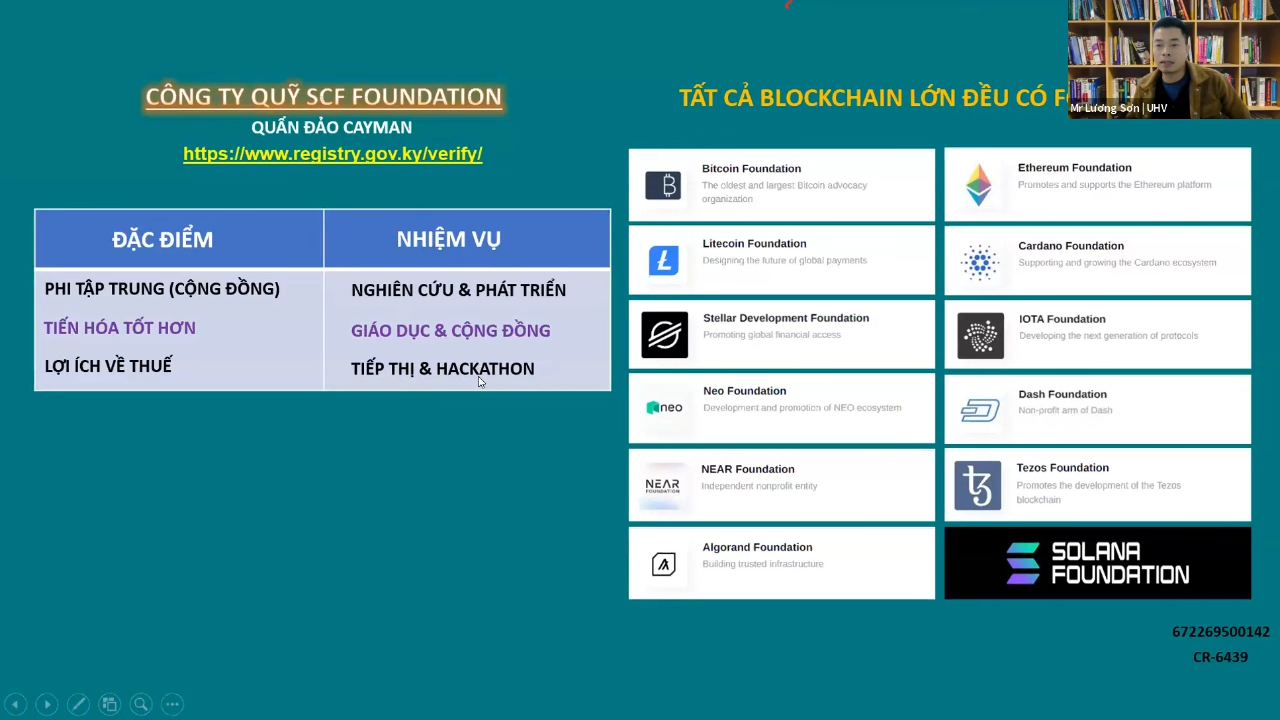 CÔNG TY QUỸ SCF FOUNDATION
QUẦN ĐẢO CAYMAN
https://www.registry.gov.ky/verify/
ĐẶC ĐIỂM
NHIỆM VỤ
PHI TẬP TRUNG (CỘNG ĐỒNG)
NGHIÊN CỨU & PHÁT TRIỂN
TIẾN HÓA TỐT HƠN
GIÁO DỤC & CỘNG ĐỒNG
LỢI ÍCH VỀ THUẾ
TIẾP THỊ & HACKATHON
TẤT CẢ BLOCKCHAIN LỚN ĐỀU CÓ
Mr Lương Sơn | UHV
Bitcoin Foundation
The oldest and largest Bitcoin advocacy
organization
Ethereum Foundation
Promotes and supports the Ethereum platform
Litecoin Foundation
Designing the future of global payments
Cardano Foundation
Supporting and growing the Cardano ecosystem
Stellar Development Foundation
Promoting global financial access
IOTA Foundation
Developing the next generation of protocols
neo
Neo Foundation
Development and promotion of NEO ecosystem
Dash Foundation
Non-profit arm of Dash
NEAR
FOUNDATION
NEAR Foundation
Independent nonprofit entity
Tezos Foundation
Promotes the development of the Tezos
blockchain
Algorand Foundation
Building trusted infrastructure
SOLANA
FOUNDATION
672269500142
CR-6439